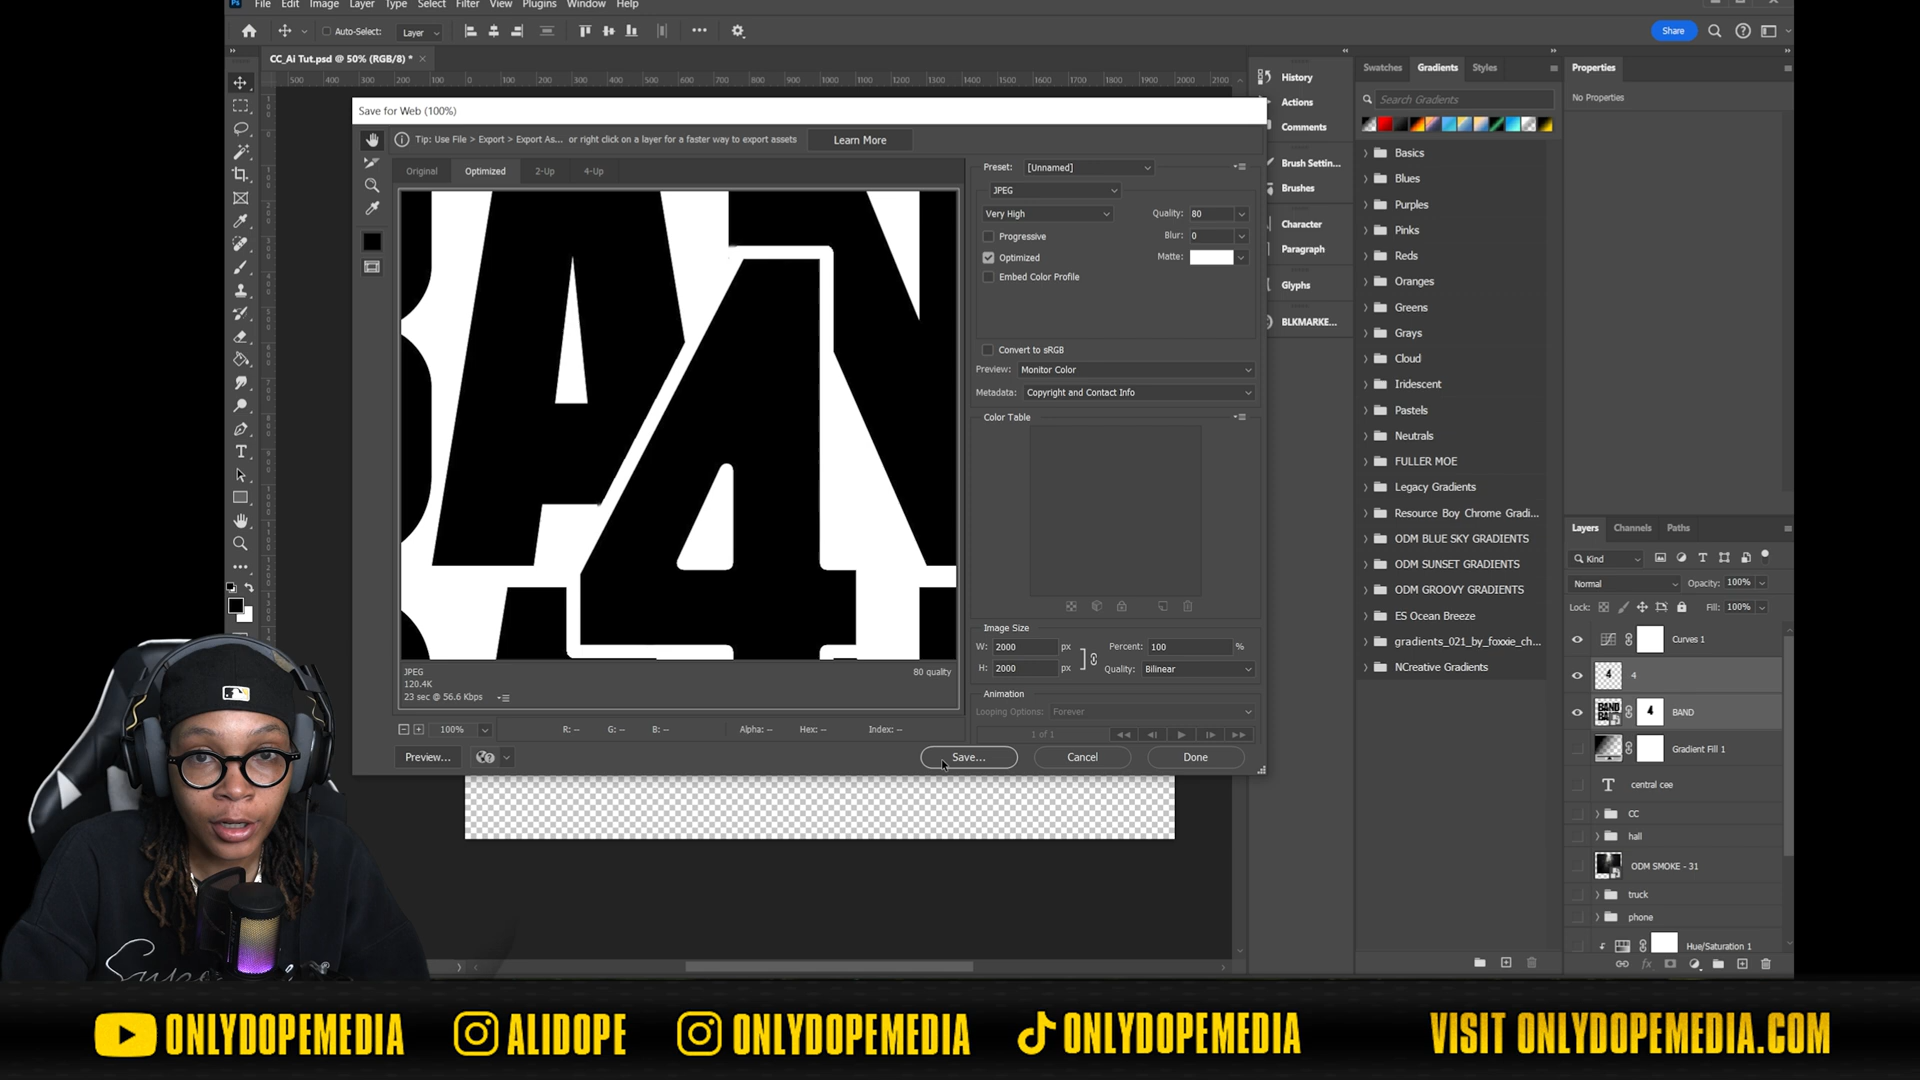 File Edit Image Layer Type Select Filter View Plugins Window Help
Auto-Select: Layer
Share
CC_Ai Tut.psd @ 50% (RGB/8) *
Save for Web (100%)
Tip: Use File > Export > Export As... or right click on a layer for a faster way to export assets
Learn More
Original Optimized 2-Up 4-Up
Preset: [Unnamed]
JPEG
Very High
Quality: 80
Progressive
Blur: 0
Optimized
Matte:
Embed Color Profile
Convert to sRGB
Preview: Monitor Color
Metadata: Copyright and Contact Info
Color Table
Image Size
W: 2000 px
Percent: 100 %
H: 2000 px
Quality: Bilinear
Animation
Looping Options: Forever
1 of 1
A
4
JPEG
120.4K
23 sec @ 56.6 Kbps
80 quality
100%
R: -- G: -- B: -- Alpha: -- Hex: -- Index: --
Preview...
Save...
Cancel
Done
History
Actions
Comments
Brush Settin...
Brushes
Character
Paragraph
Glyphs
BLKMARKE...
Swatches Gradients Styles
Search Gradients
Basics
Blues
Purples
Pinks
Reds
Oranges
Greens
Grays
Cloud
Iridescent
Pastels
Neutrals
FULLER MOE
Legacy Gradients
Resource Boy Chrome Gradi...
ODM BLUE SKY GRADIENTS
ODM SUNSET GRADIENTS
ODM GROOVY GRADIENTS
ES Ocean Breeze
gradients_021_by_foxxie_ch...
NCreative Gradients
Properties
No Properties
Layers Channels Paths
Kind
Normal
Opacity: 100%
Lock:
Fill: 100%
Curves 1
4
BAND
Gradient Fill 1
central cee
CC
hall
ODM SMOKE - 31
truck
phone
Hue/Saturation 1
ONLYDOPEMEDIA
ALIDOPE
ONLYDOPEMEDIA
ONLYDOPEMEDIA
VISIT ONLYDOPEMEDIA.COM